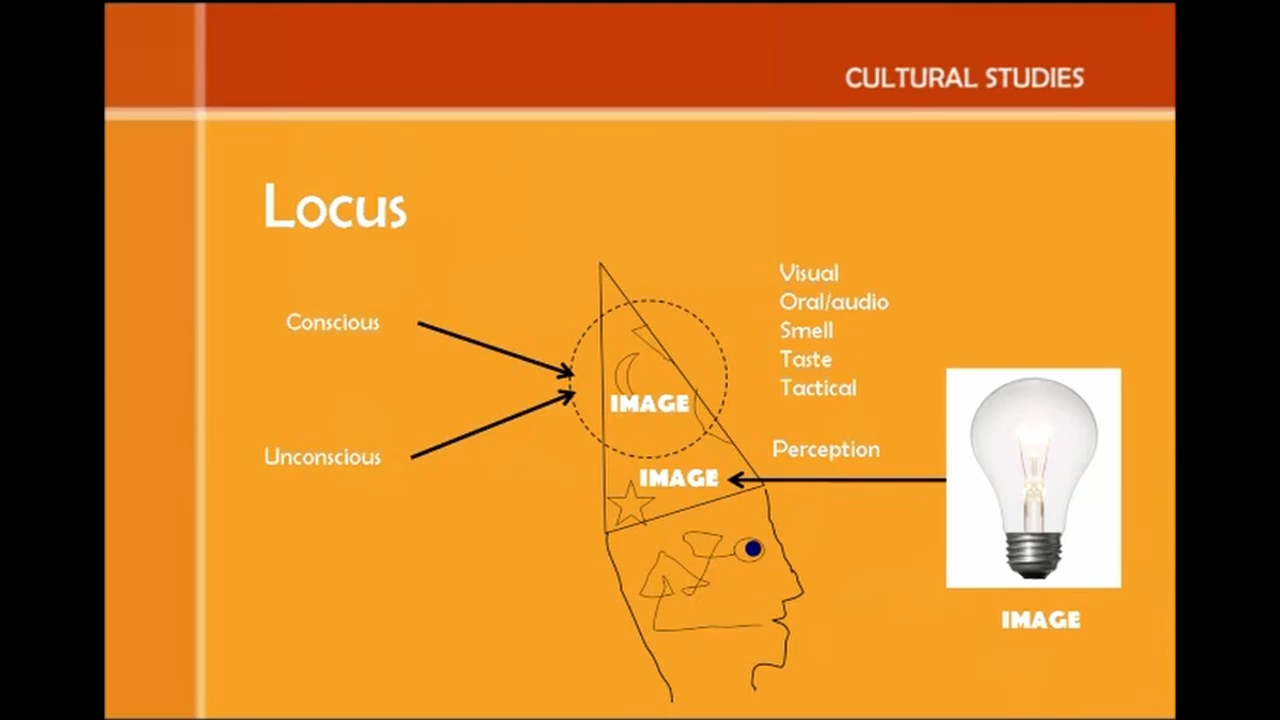 CULTURAL STUDIES
Locus
Conscious
Unconscious
IMAGE
IMAGE
Visual
Oral/audio
Smell
Taste
Tactical
Perception
IMAGE